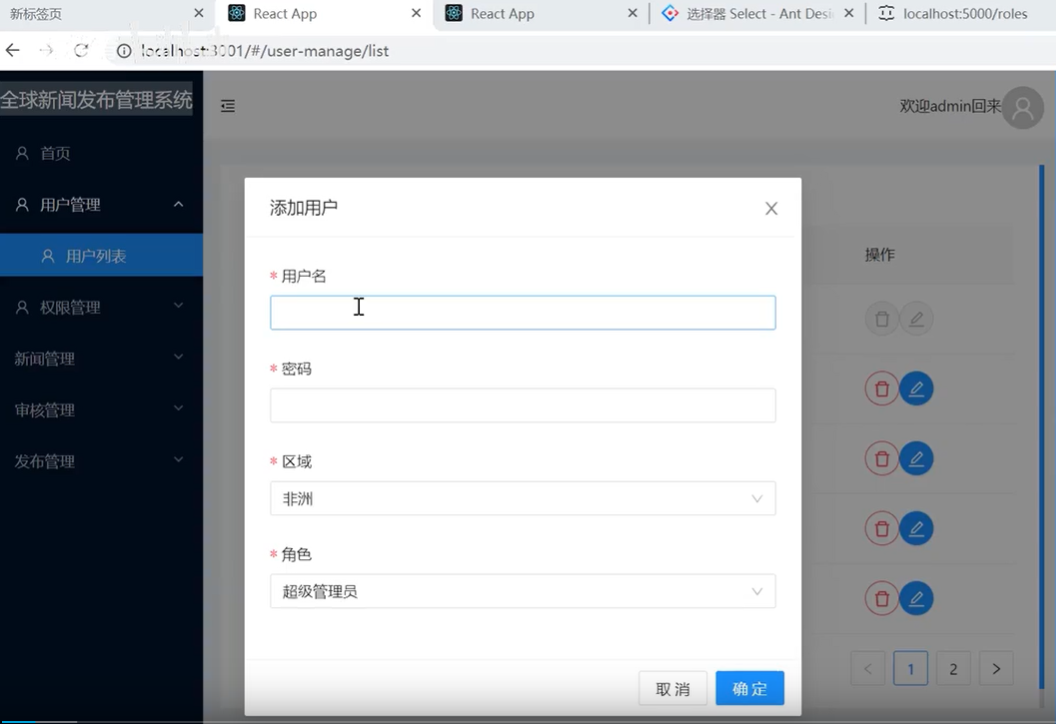 新标签页
React App
React App
选择器 Select - Ant Desi
localhost:5000/roles
localhost:3001/#/user-manage/list
全球新闻发布管理系统
欢迎admin回来
首页
用户管理
用户列表
权限管理
新闻管理
审核管理
发布管理
操作
添加用户
* 用户名
* 密码
* 区域
非洲
* 角色
超级管理员
取 消
确 定
< 1 2 >